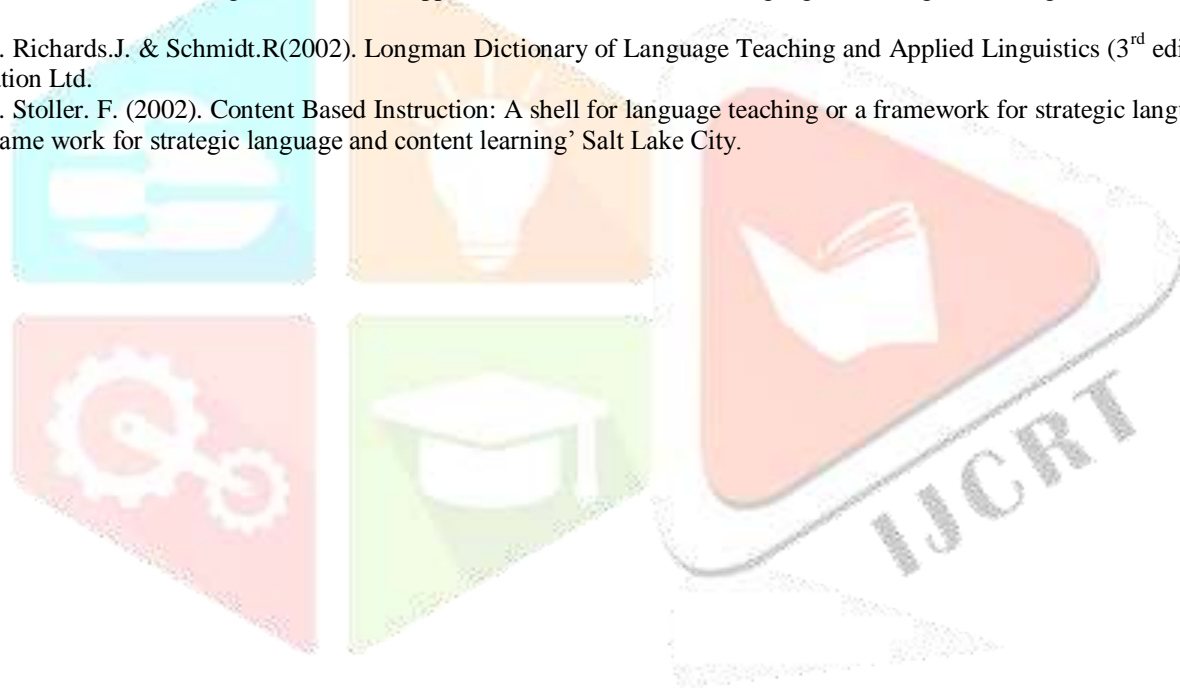 . Richards.J. & Schmidt.R(2002). Longman Dictionary of Language Teaching and Applied Linguistics (3rd edi
tion Ltd.
. Stoller. F. (2002). Content Based Instruction: A shell for language teaching or a framework for strategic lang
ame work for strategic language and content learning’ Salt Lake City.
IJCRT